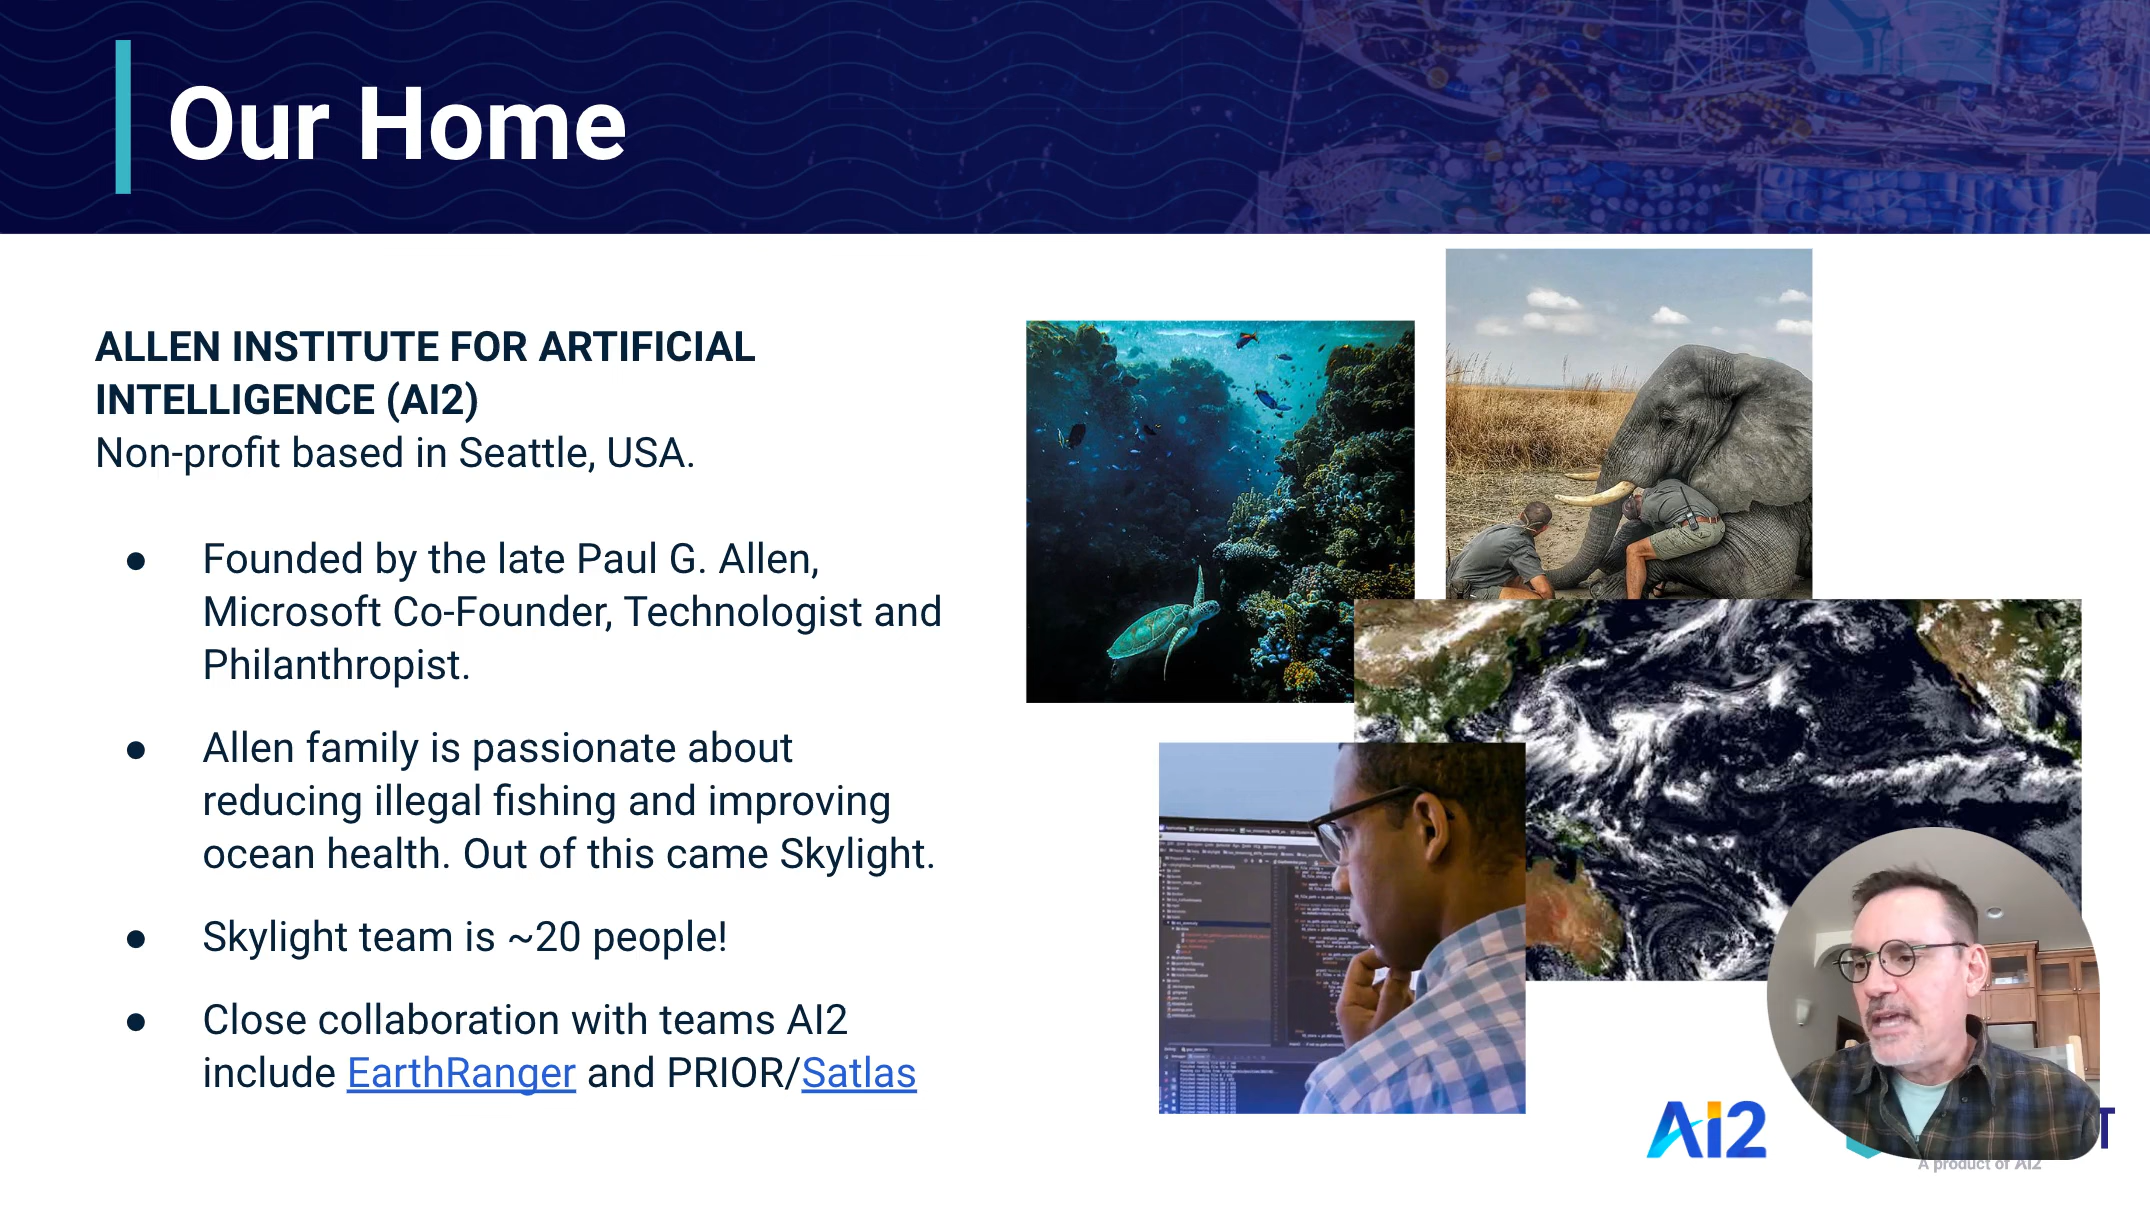 Our Home
ALLEN INSTITUTE FOR ARTIFICIAL
INTELLIGENCE (AI2)
Non-profit based in Seattle, USA.
● Founded by the late Paul G. Allen,
Microsoft Co-Founder, Technologist and
Philanthropist.
● Allen family is passionate about
reducing illegal fishing and improving
ocean health. Out of this came Skylight.
● Skylight team is ~20 people!
● Close collaboration with teams AI2
include EarthRanger and PRIOR/Satlas
Ai2
T
A product of AI2